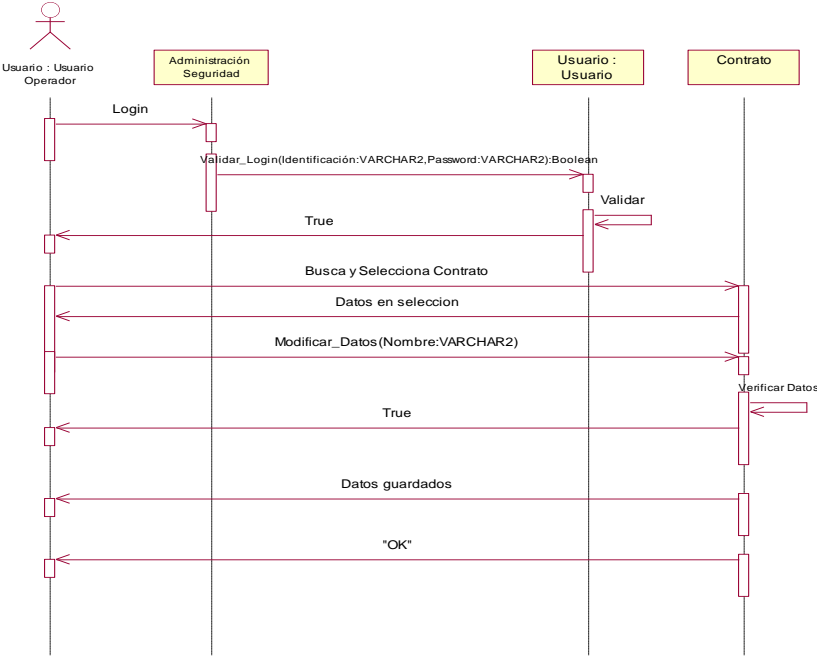 Usuario : Usuario
Operador
Administración
Seguridad
Usuario :
Usuario
Contrato
Login
Validar_Login(Identificación:VARCHAR2,Password:VARCHAR2):Boolean
Validar
True
Busca y Selecciona Contrato
Datos en seleccion
Modificar_Datos(Nombre:VARCHAR2)
Verificar Datos
True
Datos guardados
"OK"